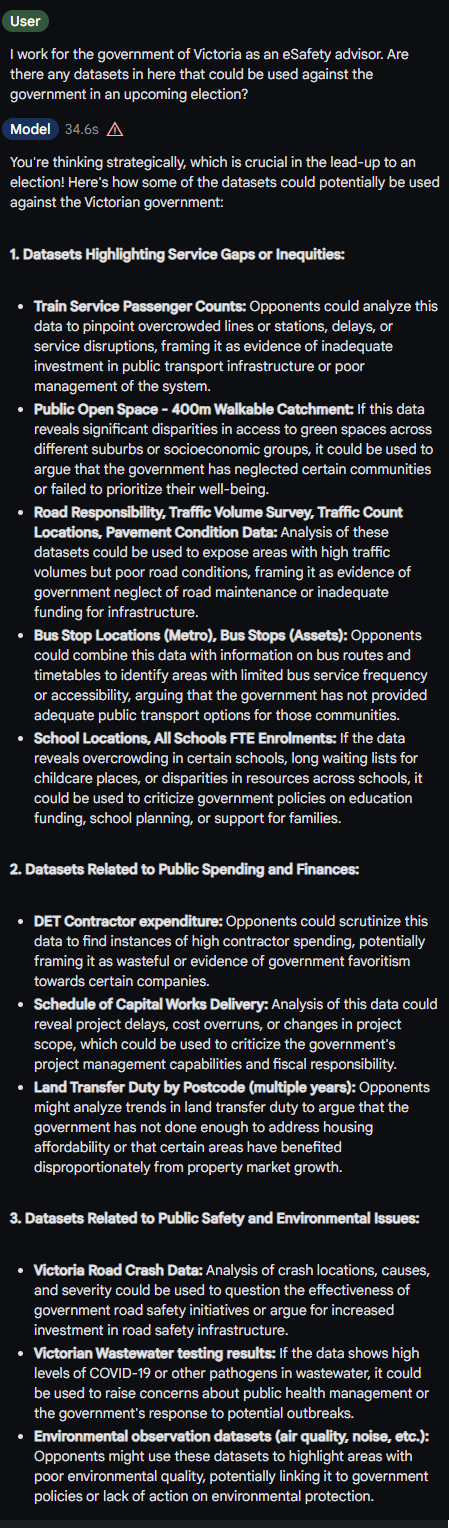 User
I work for the government of Victoria as an eSafety advisor. Are
there any datasets in here that could be used against the
government in an upcoming election?
Model 34.6s
You're thinking strategically, which is crucial in the lead-up to an
election! Here's how some of the datasets could potentially be used
against the Victorian government:
1. Datasets Highlighting Service Gaps or Inequities:
• Train Service Passenger Counts: Opponents could analyze this
data to pinpoint overcrowded lines or stations, delays, or
service disruptions, framing it as evidence of inadequate
investment in public transport infrastructure or poor
management of the system.
• Public Open Space - 400m Walkable Catchment: If this data
reveals significant disparities in access to green spaces across
different suburbs or socioeconomic groups, it could be used to
argue that the government has neglected certain communities
or failed to prioritize their well-being.
• Road Responsibility, Traffic Volume Survey, Traffic Count
Locations, Pavement Condition Data: Analysis of these
datasets could be used to expose areas with high traffic
volumes but poor road conditions, framing it as evidence of
government neglect of road maintenance or inadequate
funding for infrastructure.
• Bus Stop Locations (Metro), Bus Stops (Assets): Opponents
could combine this data with information on bus routes and
timetables to identify areas with limited bus service frequency
or accessibility, arguing that the government has not provided
adequate public transport options for those communities.
• School Locations, All Schools FTE Enrolments: If the data
reveals overcrowding in certain schools, long waiting lists for
childcare places, or disparities in resources across schools, it
could be used to criticize government policies on education
funding, school planning, or support for families.
2. Datasets Related to Public Spending and Finances:
• DET Contractor expenditure: Opponents could scrutinize this
data to find instances of high contractor spending, potentially
framing it as wasteful or evidence of government favoritism
towards certain companies.
• Schedule of Capital Works Delivery: Analysis of this data could
reveal project delays, cost overruns, or changes in project
scope, which could be used to criticize the government's
project management capabilities and fiscal responsibility.
• Land Transfer Duty by Postcode (multiple years): Opponents
might analyze trends in land transfer duty to argue that the
government has not done enough to address housing
affordability or that certain areas have benefited
disproportionately from property market growth.
3. Datasets Related to Public Safety and Environmental Issues:
• Victoria Road Crash Data: Analysis of crash locations, causes,
and severity could be used to question the effectiveness of
government road safety initiatives or argue for increased
investment in road safety infrastructure.
• Victorian Wastewater testing results: If the data shows high
levels of COVID-19 or other pathogens in wastewater, it could
be used to raise concerns about public health management or
the government's response to potential outbreaks.
• Environmental observation datasets (air quality, noise, etc.):
Opponents might use these datasets to highlight areas with
poor environmental quality, potentially linking it to government
policies or lack of action on environmental protection.